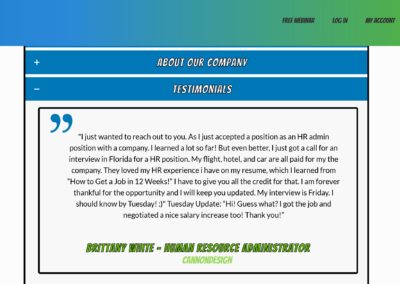 FREE WEBINAR LOG IN MY ACCOUNT
+ ABOUT OUR COMPANY
− TESTIMONIALS
”
"I just wanted to reach out to you. As I just accepted a position as an HR admin
position with a company. I learned a lot so far! But even better, I just got a call for an
interview in Florida for a HR position. My flight, hotel, and car are all paid for my the
company. They loved my HR experience i have on my resume, which I learned from
"How to Get a Job in 12 Weeks!" I have to give you all the credit for that. I am forever
thankful for the opportunity and I will keep you updated. My interview is Friday. I
should know by Tuesday! :)" Tuesday Update: "Hi! Guess what? I got the job and
negotiated a nice salary increase too! Thank you!"
BRITTANY WHITE - HUMAN RESOURCE ADMINISTRATOR
CANNONDESIGN